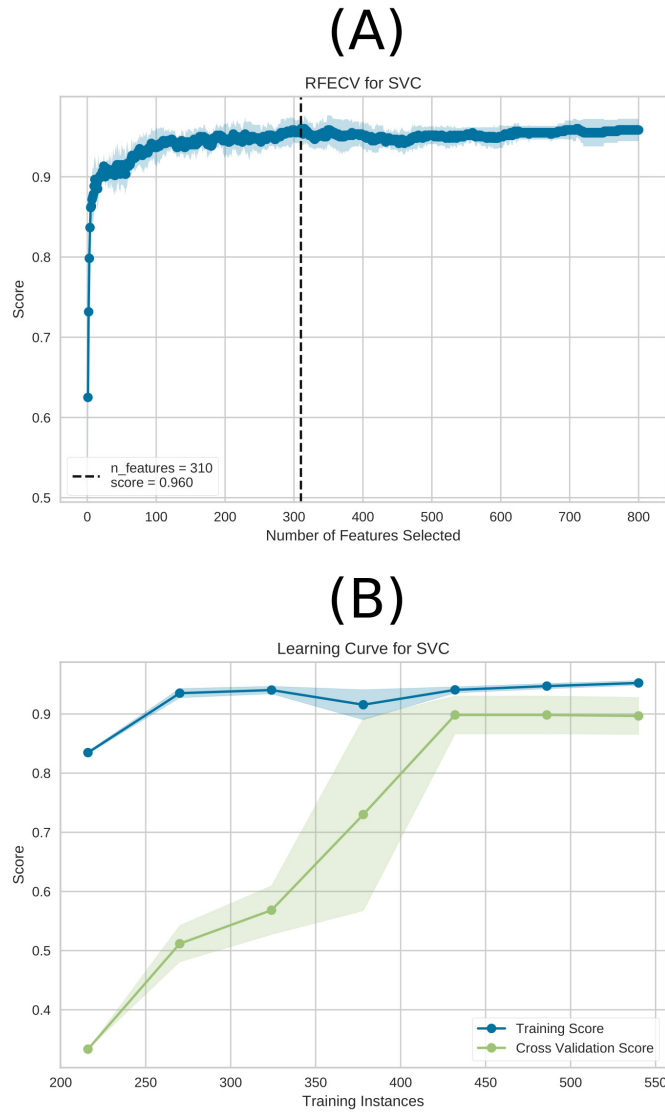 (A)
RFECV for SVC
Score
0.9
0.8
0.7
0.6
0.5
n_features = 310
score = 0.960
0 100 200 300 400 500 600 700 800
Number of Features Selected
(B)
Learning Curve for SVC
Score
0.9
0.8
0.7
0.6
0.5
0.4
Training Score
Cross Validation Score
200 250 300 350 400 450 500 550
Training Instances